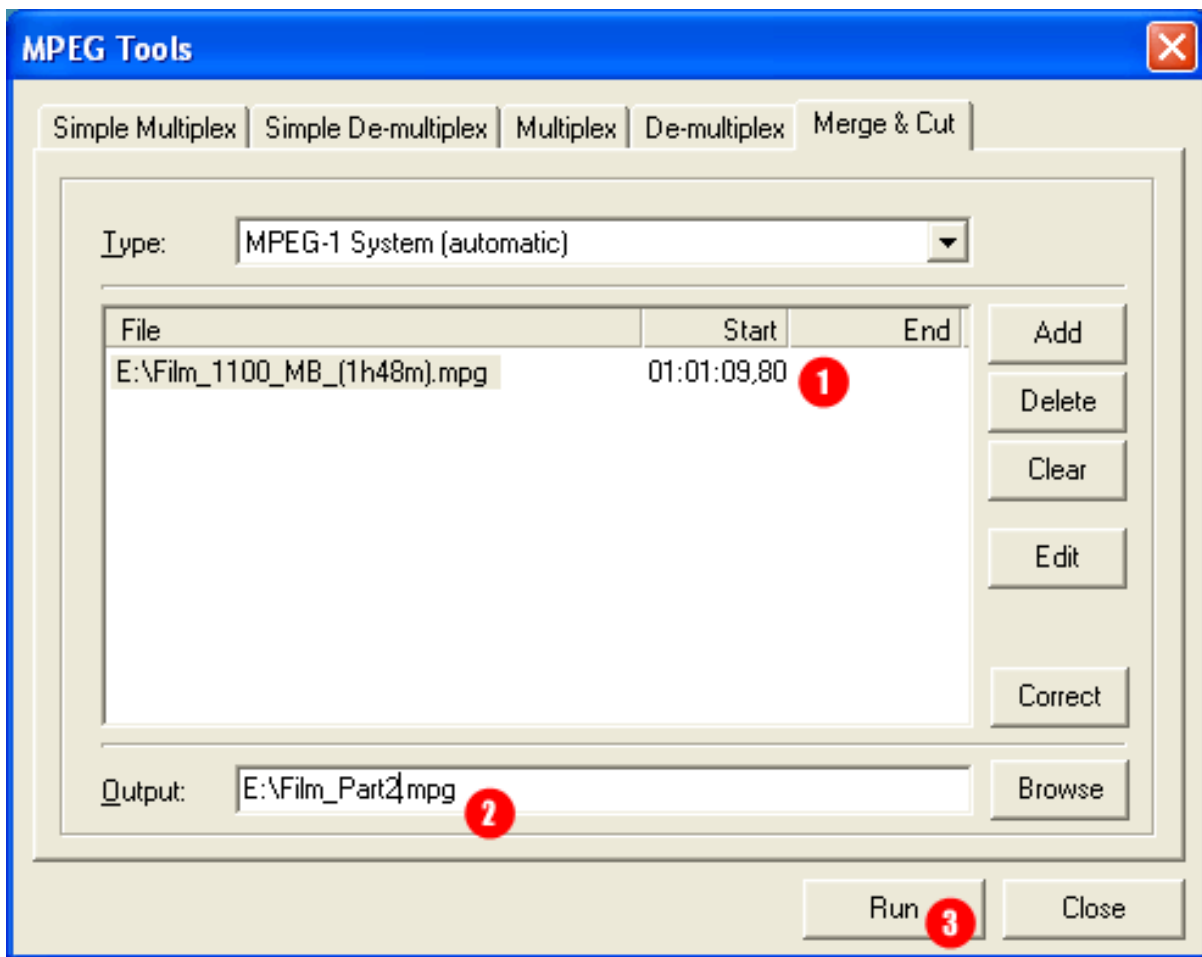 MPEG Tools
Simple Multiplex Simple De-multiplex Multiplex De-multiplex Merge & Cut
Type: MPEG-1 System (automatic)
File Start End Add
E:\Film_1100_MB_(1h48m).mpg 01:01:09,80 1
Delete
Clear
Edit
Correct
Output: E:\Film_Part2.mpg 2 Browse
Run 3 Close